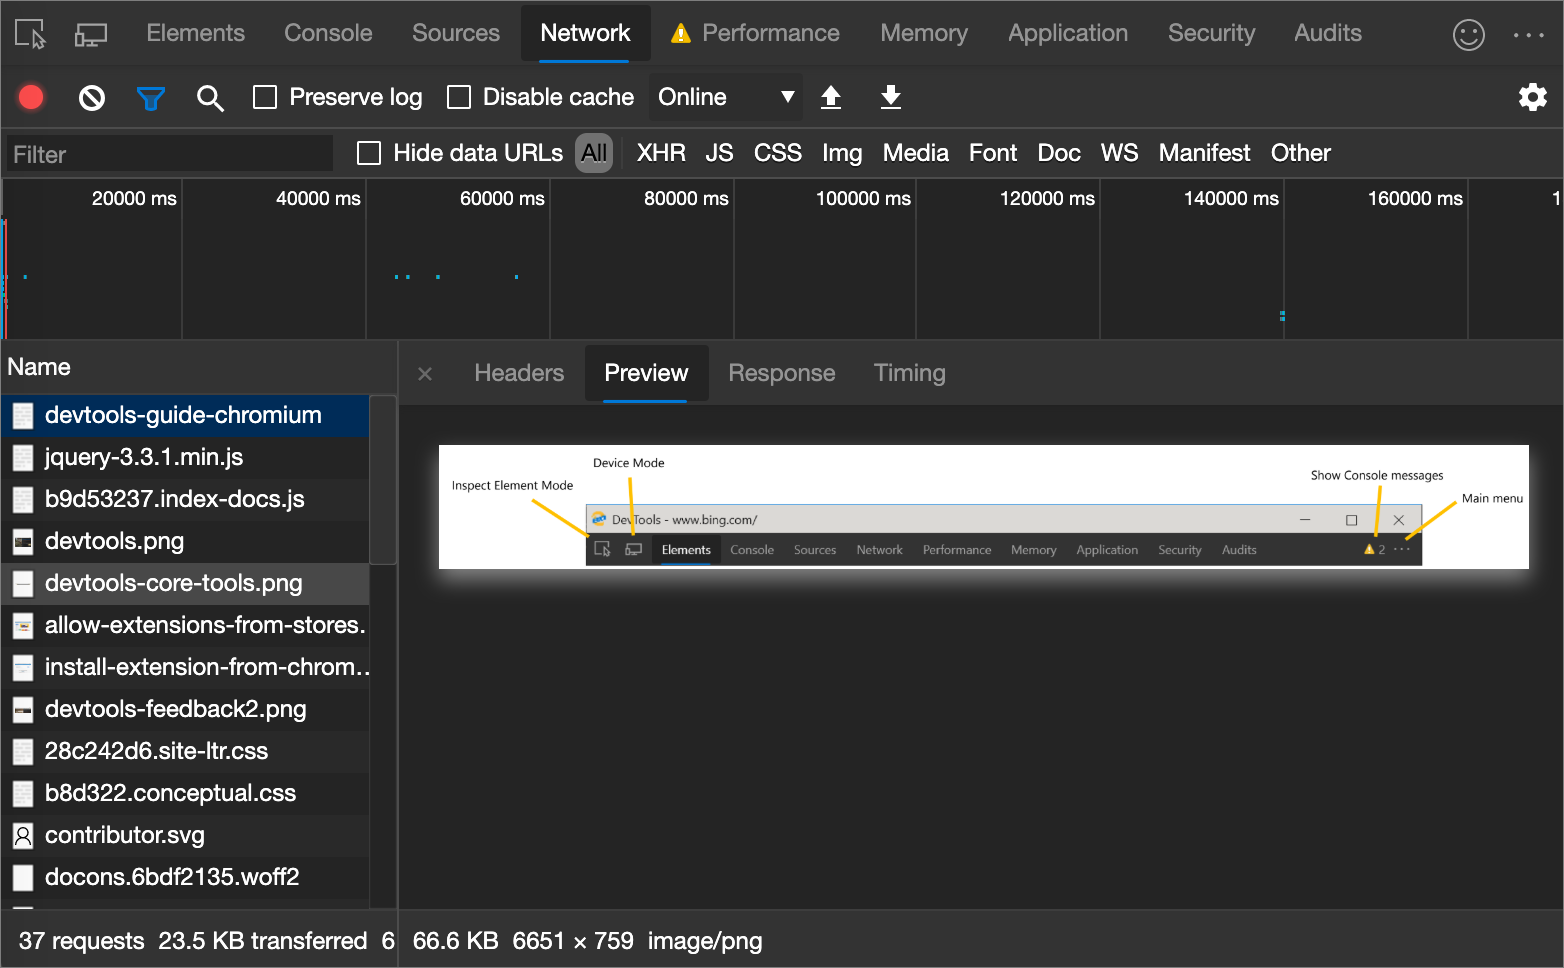 Elements Console Sources Network Performance Memory Application Security Audits
Preserve log Disable cache Online
Filter Hide data URLs All XHR JS CSS Img Media Font Doc WS Manifest Other
20000 ms 40000 ms 60000 ms 80000 ms 100000 ms 120000 ms 140000 ms 160000 ms 1
Name
Headers Preview Response Timing
devtools-guide-chromium
jquery-3.3.1.min.js
b9d53237.index-docs.js
devtools.png
devtools-core-tools.png
allow-extensions-from-stores.
install-extension-from-chrom..
devtools-feedback2.png
28c242d6.site-ltr.css
b8d322.conceptual.css
contributor.svg
docons.6bdf2135.woff2
Device Mode
Inspect Element Mode
Show Console messages
Main menu
DevTools - www.bing.com/
Elements Console Sources Network Performance Memory Application Security Audits 2
37 requests 23.5 KB transferred 6
66.6 KB 6651 × 759 image/png